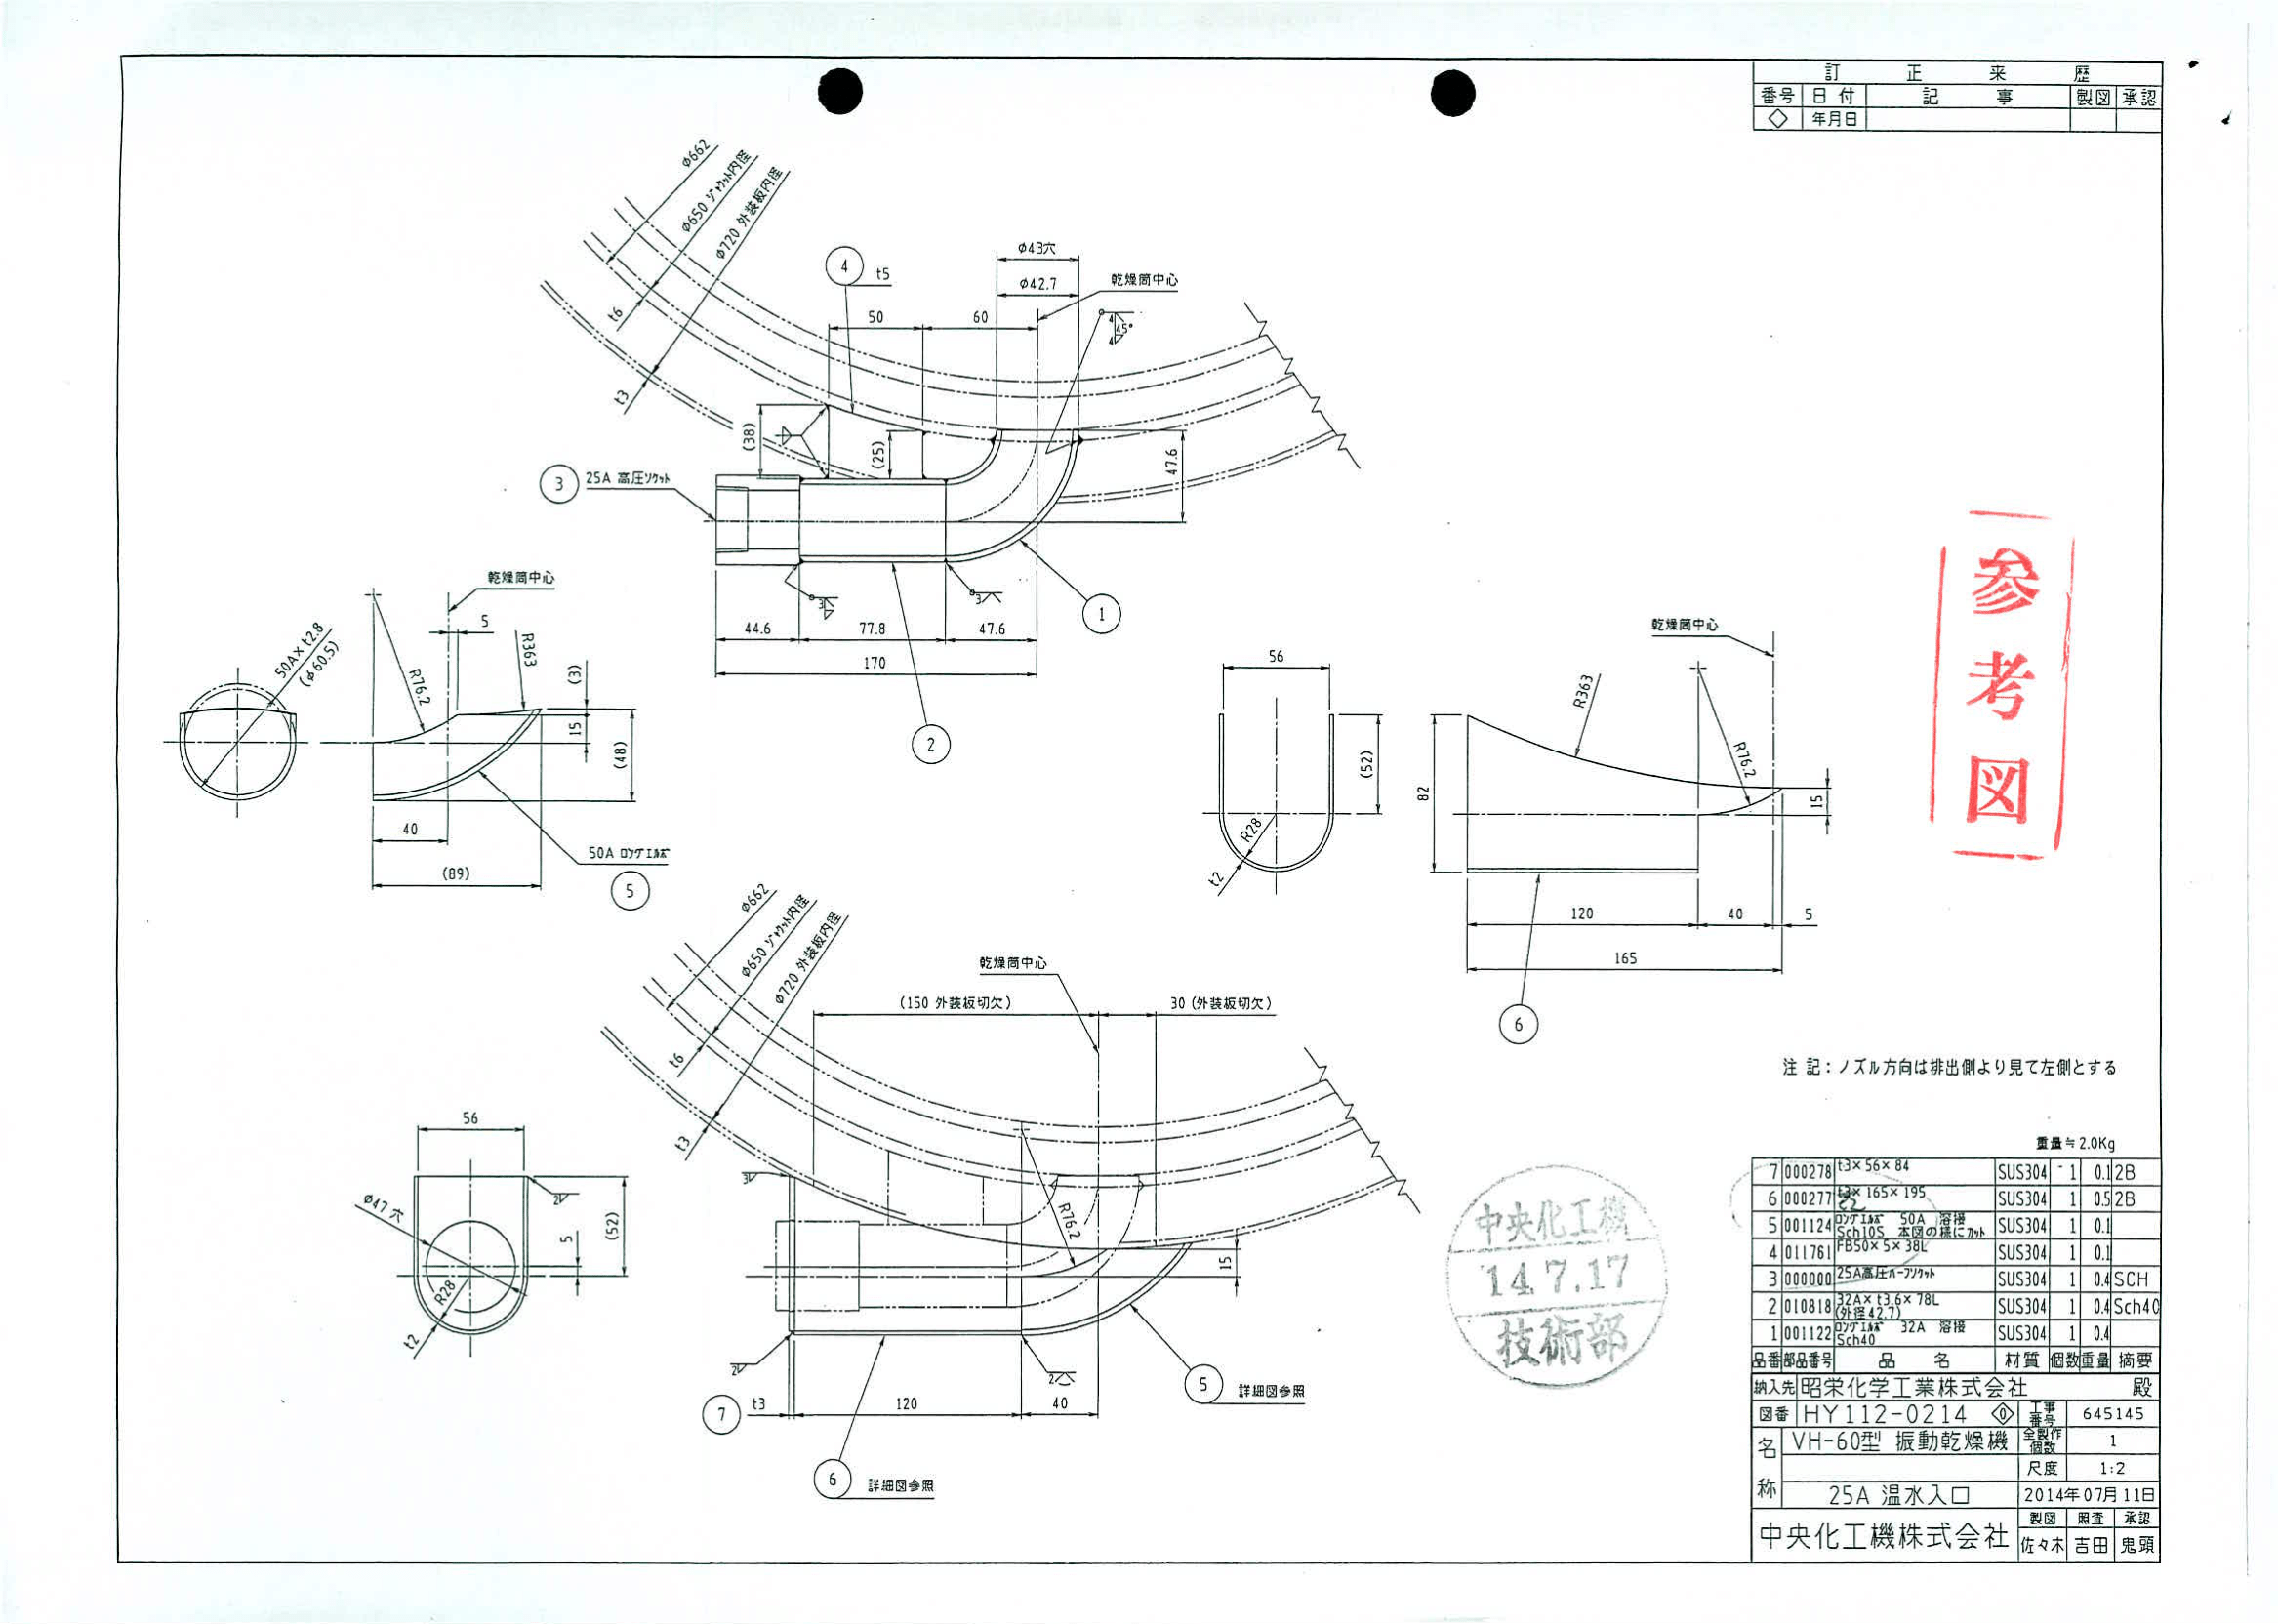 訂 正 来 歴
番号 日付 記 事 製図 承認
年月日
φ662
φ650 ジャケット内径
φ720 外装板内径
t6
t3
4
t5
φ43穴
φ42.7
乾燥筒中心
50
60
4
45°
4
(38)
(25)
47.6
3
25A 高圧ソケット
3
3
1
44.6
77.8
47.6
170
2
乾燥筒中心
5
50A×t2.8
(φ60.5)
R76.2
R363
(3)
15
(48)
40
(89)
50A ロングエルボ
5
56
(52)
R28
t2
乾燥筒中心
R363
R76.2
82
15
120
40
5
165
6
参考図
φ662
φ650 ジャケット内径
φ720 外装板内径
t6
t3
乾燥筒中心
(150 外装板切欠)
30 (外装板切欠)
3
R76.2
15
2
2
7
t3
120
40
5
詳細図参照
6
詳細図参照
56
φ47穴
2
5
(52)
R28
t2
中央化工機
14.7.17
技術部
注 記:ノズル方向は排出側より見て左側とする
重量≒2.0Kg
7 000278 t3×56×84 SUS304 1 0.1 2B
6 000277 t2×165×195 SUS304 1 0.5 2B
5 001124 ロングエルボ 50A 溶接 Sch10S 本図の様にカット SUS304 1 0.1
4 011761 FB50×5×38L SUS304 1 0.1
3 000000 25A高圧ハーフソケット SUS304 1 0.4 SCH
2 010818 32A×t3.6×78L (外径42.7) SUS304 1 0.4 Sch40
1 001122 ロングエルボ 32A 溶接 Sch40 SUS304 1 0.4
品番 部品番号 品 名 材質 個数 重量 摘要
納入先 昭栄化学工業株式会社 殿
図番 HY112-0214 0 工事番号 645145
名称 VH-60型 振動乾燥機 全製作個数 1
尺度 1:2
25A 温水入口 2014年07月11日
製図 照査 承認
中央化工機株式会社 佐々木 吉田 鬼頭